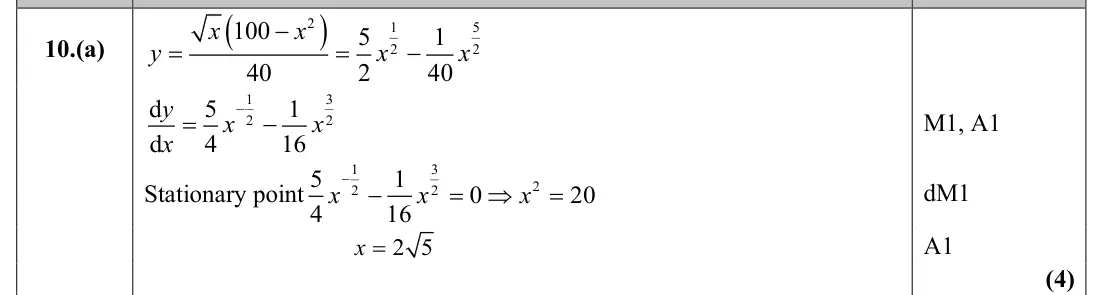 10.(a) y = √x(100 − x²)/40 = 5/2 x^(1/2) − 1/40 x^(5/2)
dy/dx = 5/4 x^(−1/2) − 1/16 x^(3/2) M1, A1
Stationary point 5/4 x^(−1/2) − 1/16 x^(3/2) = 0 ⇒ x² = 20 dM1
x = 2√5 A1
(4)